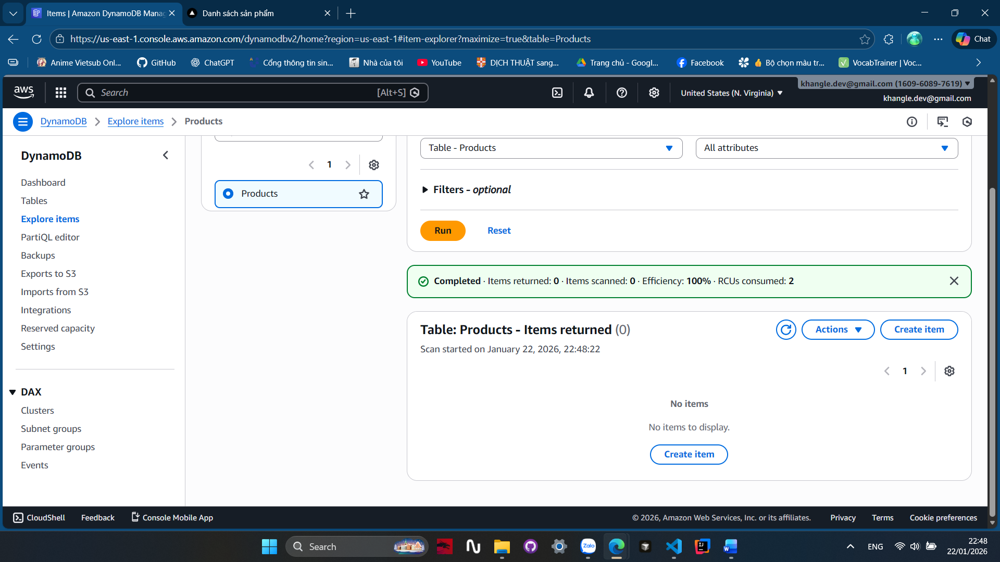 Items | Amazon DynamoDB Manag
Danh sách sản phẩm
https://us-east-1.console.aws.amazon.com/dynamodbv2/home?region=us-east-1#item-explorer?maximize=true&table=Products
Chat
Anime Vietsub Onl...
GitHub
ChatGPT
Cổng thông tin sin...
Nhà của tôi
YouTube
DỊCH THUẬT sang...
Trang chủ - Googl...
Facebook
👍 Bộ chọn màu tr...
VocabTrainer | Voc...
aws
Search
[Alt+S]
United States (N. Virginia)
khangle.dev@gmail.com (1609-6089-7619)
khangle.dev@gmail.com
DynamoDB
Explore items
Products
DynamoDB
Dashboard
Tables
Explore items
PartiQL editor
Backups
Exports to S3
Imports from S3
Integrations
Reserved capacity
Settings
DAX
Clusters
Subnet groups
Parameter groups
Events
1
Products
Table - Products
All attributes
Filters - optional
Run
Reset
Completed · Items returned: 0 · Items scanned: 0 · Efficiency: 100% · RCUs consumed: 2
Table: Products - Items returned (0)
Actions
Create item
Scan started on January 22, 2026, 22:48:22
1
No items
No items to display.
Create item
CloudShell
Feedback
Console Mobile App
© 2026, Amazon Web Services, Inc. or its affiliates.
Privacy
Terms
Cookie preferences
Search
Zalo
IJ
W
ENG
22:48
22/01/2026